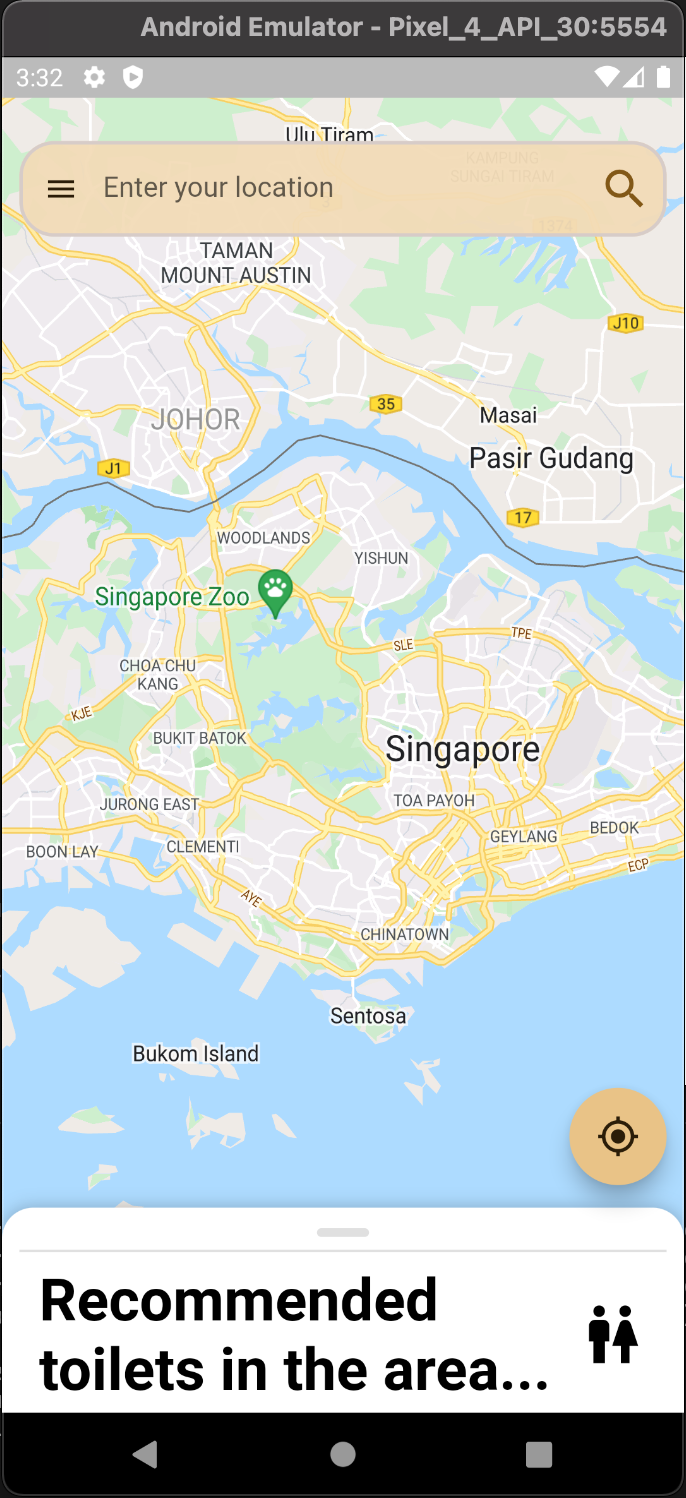 Android Emulator - Pixel_4_API_30:5554
3:32
Ulu Tiram
KAMPUNG
SUNGAI TIRAM
Enter your location
3
1374
TAMAN
MOUNT AUSTIN
J10
35
JOHOR
Masai
Pasir Gudang
J1
17
WOODLANDS
YISHUN
Singapore Zoo
SLE
TPE
CHOA CHU
KANG
KJE
BUKIT BATOK
Singapore
JURONG EAST
TOA PAYOH
GEYLANG
BEDOK
BOON LAY
CLEMENTI
ECP
AYE
CHINATOWN
Sentosa
Bukom Island
Recommended
toilets in the area...